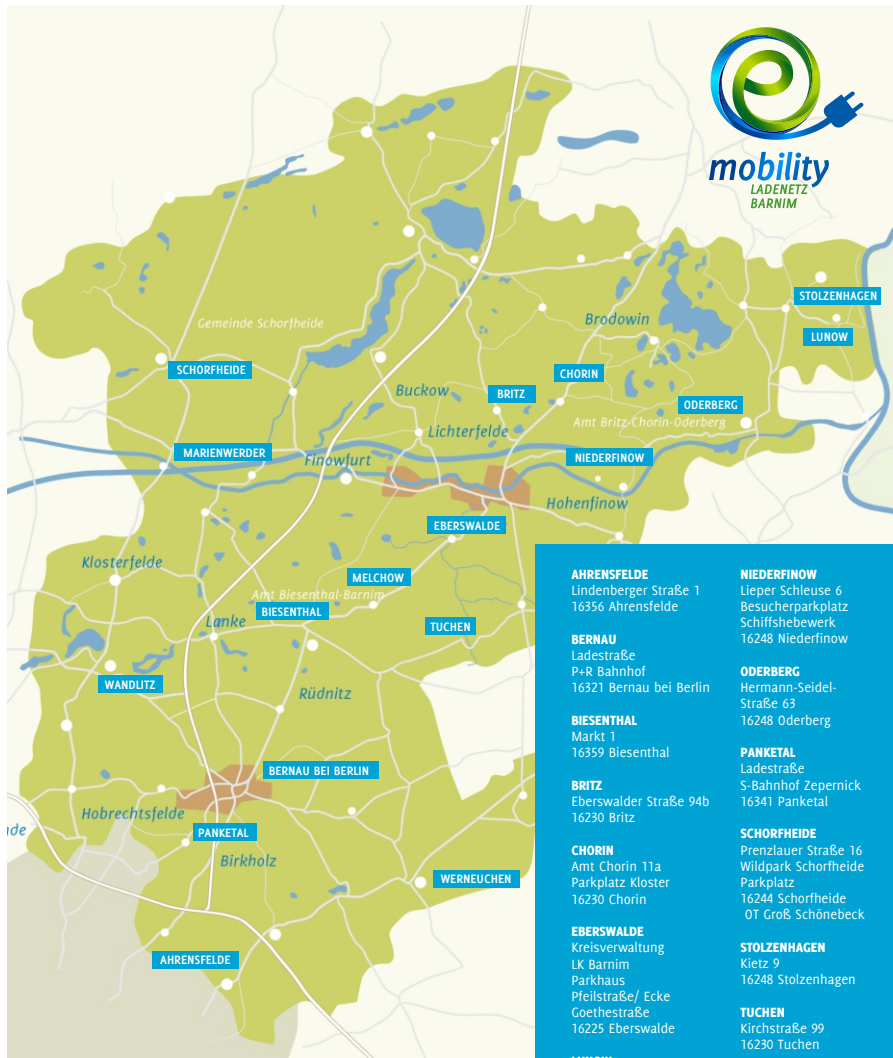 mobility
LADENETZ
BARNIM
STOLZENHAGEN
LUNOW
Brodowin
Gemeinde Schorfheide
SCHORFHEIDE
CHORIN
Buckow
BRITZ
ODERBERG
Amt Britz-Chorin-Oderberg
Lichterfelde
MARIENWERDER
Finowfurt
NIEDERFINOW
Hohenfinow
EBERSWALDE
Klosterfelde
MELCHOW
Amt Biesenthal-Barnim
BIESENTHAL
Lanke
TUCHEN
WANDLITZ
Rüdnitz
BERNAU BEI BERLIN
Hobrechtsfelde
nde
PANKETAL
Birkholz
WERNEUCHEN
AHRENSFELDE
AHRENSFELDE
Lindenberger Straße 1
16356 Ahrensfelde
BERNAU
Ladestraße
P+R Bahnhof
16321 Bernau bei Berlin
BIESENTHAL
Markt 1
16359 Biesenthal
BRITZ
Eberswalder Straße 94b
16230 Britz
CHORIN
Amt Chorin 11a
Parkplatz Kloster
16230 Chorin
EBERSWALDE
Kreisverwaltung
LK Barnim
Parkhaus
Pfeilstraße/ Ecke
Goethestraße
16225 Eberswalde
NIEDERFINOW
Lieper Schleuse 6
Besucherparkplatz
Schiffshebewerk
16248 Niederfinow
ODERBERG
Hermann-Seidel-
Straße 63
16248 Oderberg
PANKETAL
Ladestraße
S-Bahnhof Zepernick
16341 Panketal
SCHORFHEIDE
Prenzlauer Straße 16
Wildpark Schorfheide
Parkplatz
16244 Schorfheide
OT Groß Schönebeck
STOLZENHAGEN
Kietz 9
16248 Stolzenhagen
TUCHEN
Kirchstraße 99
16230 Tuchen